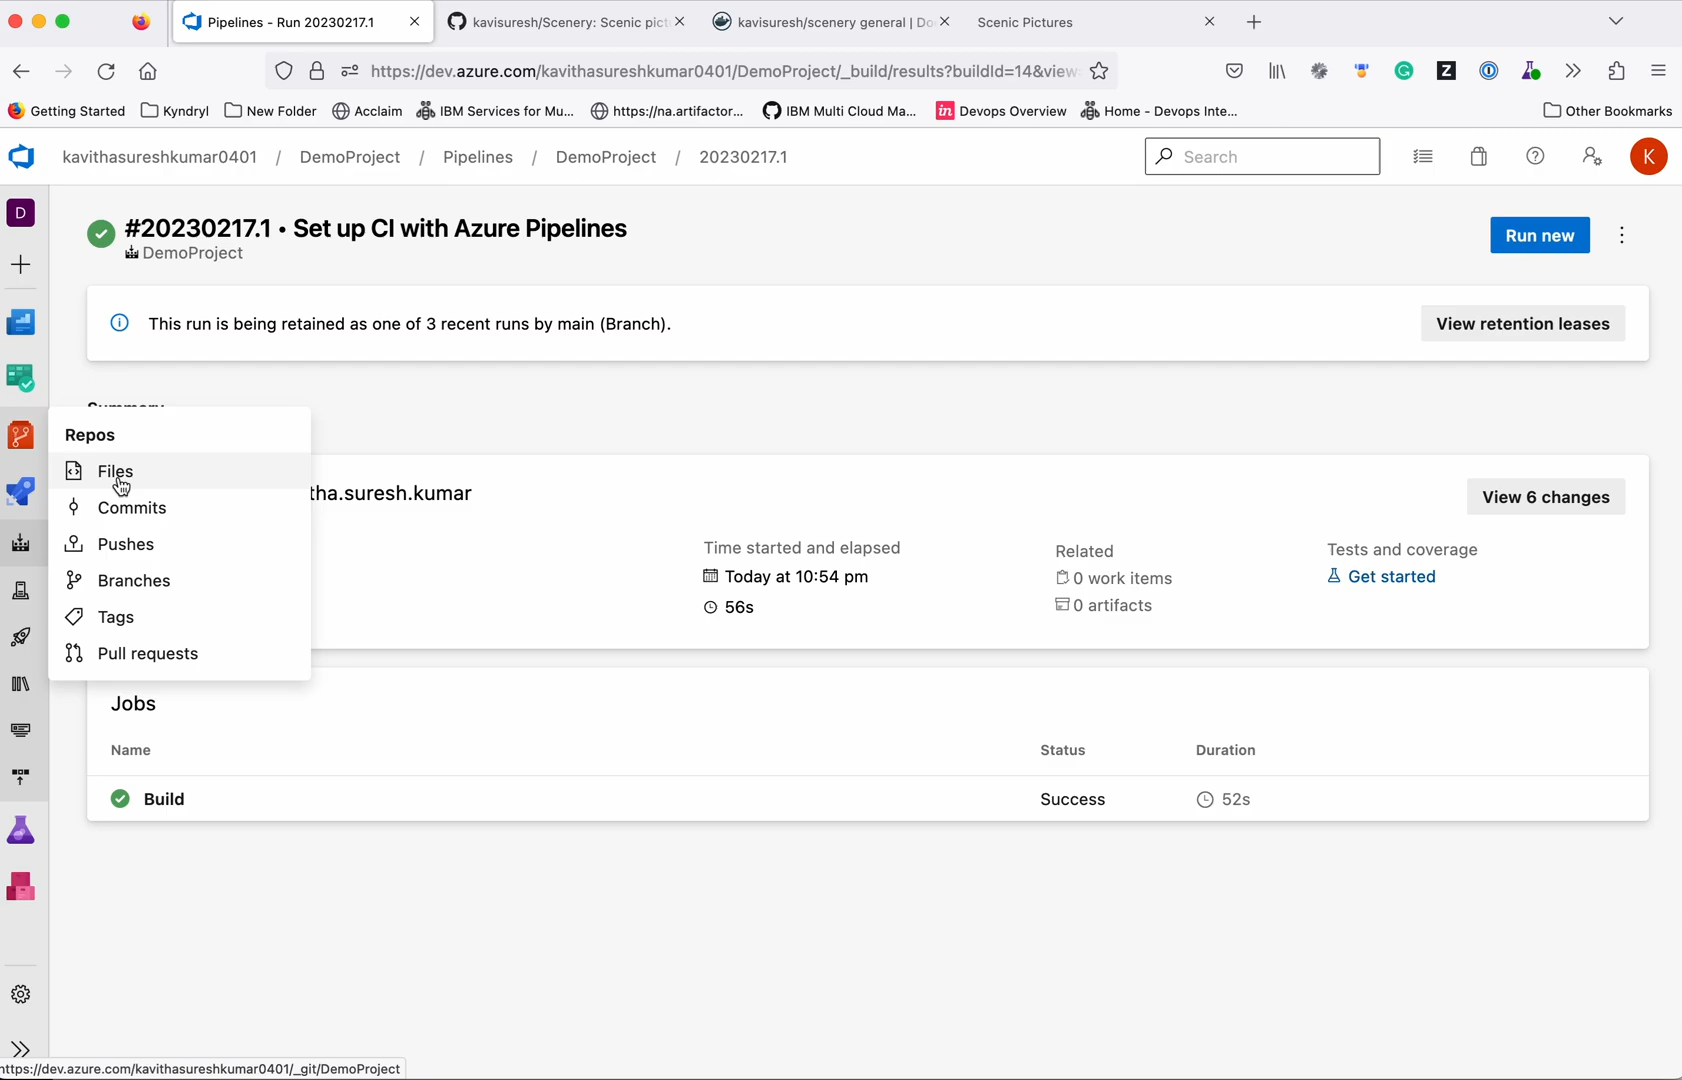 Pipelines - Run 20230217.1
kavisuresh/Scenery: Scenic pict
kavisuresh/scenery general | Do
Scenic Pictures
https://dev.azure.com/kavithasureshkumar0401/DemoProject/_build/results?buildId=14&view
Getting Started
Kyndryl
New Folder
Acclaim
IBM Services for Mu...
https://na.artifactor...
IBM Multi Cloud Ma...
in Devops Overview
Home - Devops Inte...
Other Bookmarks
kavithasureshkumar0401 / DemoProject / Pipelines / DemoProject / 20230217.1
Search
K
D
#20230217.1 • Set up CI with Azure Pipelines
DemoProject
Run new
This run is being retained as one of 3 recent runs by main (Branch).
View retention leases
Summary
Repos
Files
Commits
Pushes
Branches
Tags
Pull requests
tha.suresh.kumar
View 6 changes
Time started and elapsed
Today at 10:54 pm
56s
Related
0 work items
0 artifacts
Tests and coverage
Get started
Jobs
Name Status Duration
Build Success 52s
https://dev.azure.com/kavithasureshkumar0401/_git/DemoProject